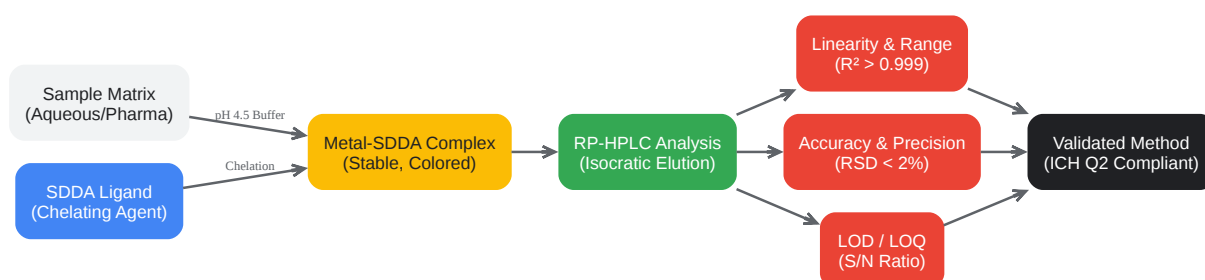 Sample Matrix
(Aqueous/Pharma)
pH 4.5 Buffer
SDDA Ligand
(Chelating Agent)
Chelation
Metal-SDDA Complex
(Stable, Colored)
RP-HPLC Analysis
(Isocratic Elution)
Linearity & Range
(R² > 0.999)
Accuracy & Precision
(RSD < 2%)
LOD / LOQ
(S/N Ratio)
Validated Method
(ICH Q2 Compliant)